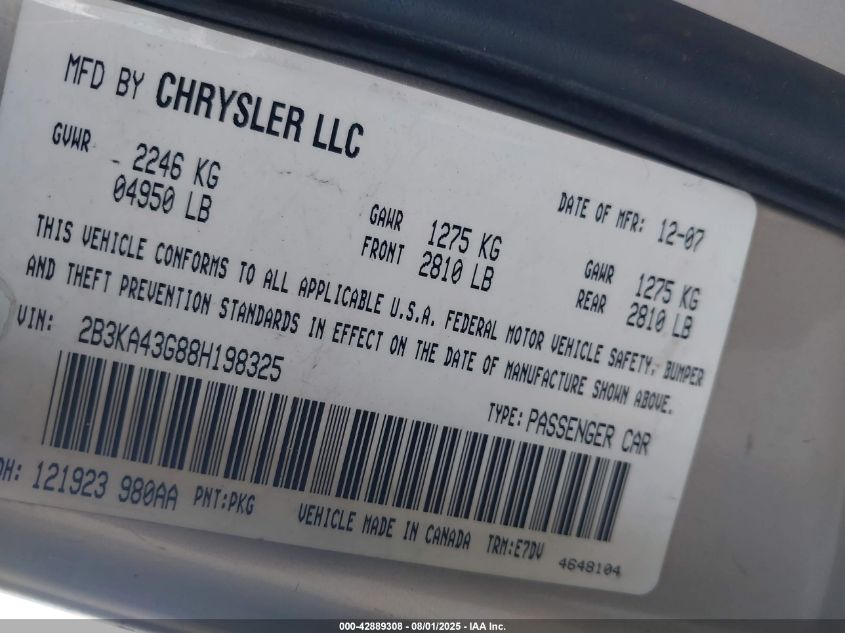 MFD BY CHRYSLER LLC
DATE OF MFR: 12-07
GVWR 2246 KG
04950 LB
GAWR 1275 KG
FRONT 2810 LB
GAWR 1275 KG
REAR 2810 LB
THIS VEHICLE CONFORMS TO ALL APPLICABLE U.S.A. FEDERAL MOTOR VEHICLE SAFETY, BUMPER
AND THEFT PREVENTION STANDARDS IN EFFECT ON THE DATE OF MANUFACTURE SHOWN ABOVE.
VIN: 2B3KA43G88H198325
TYPE: PASSENGER CAR
DH: 121923 980AA PNT:PKG
VEHICLE MADE IN CANADA TRM:E7DV
4648104
000-42889308 - 08/01/2025 - IAA Inc.